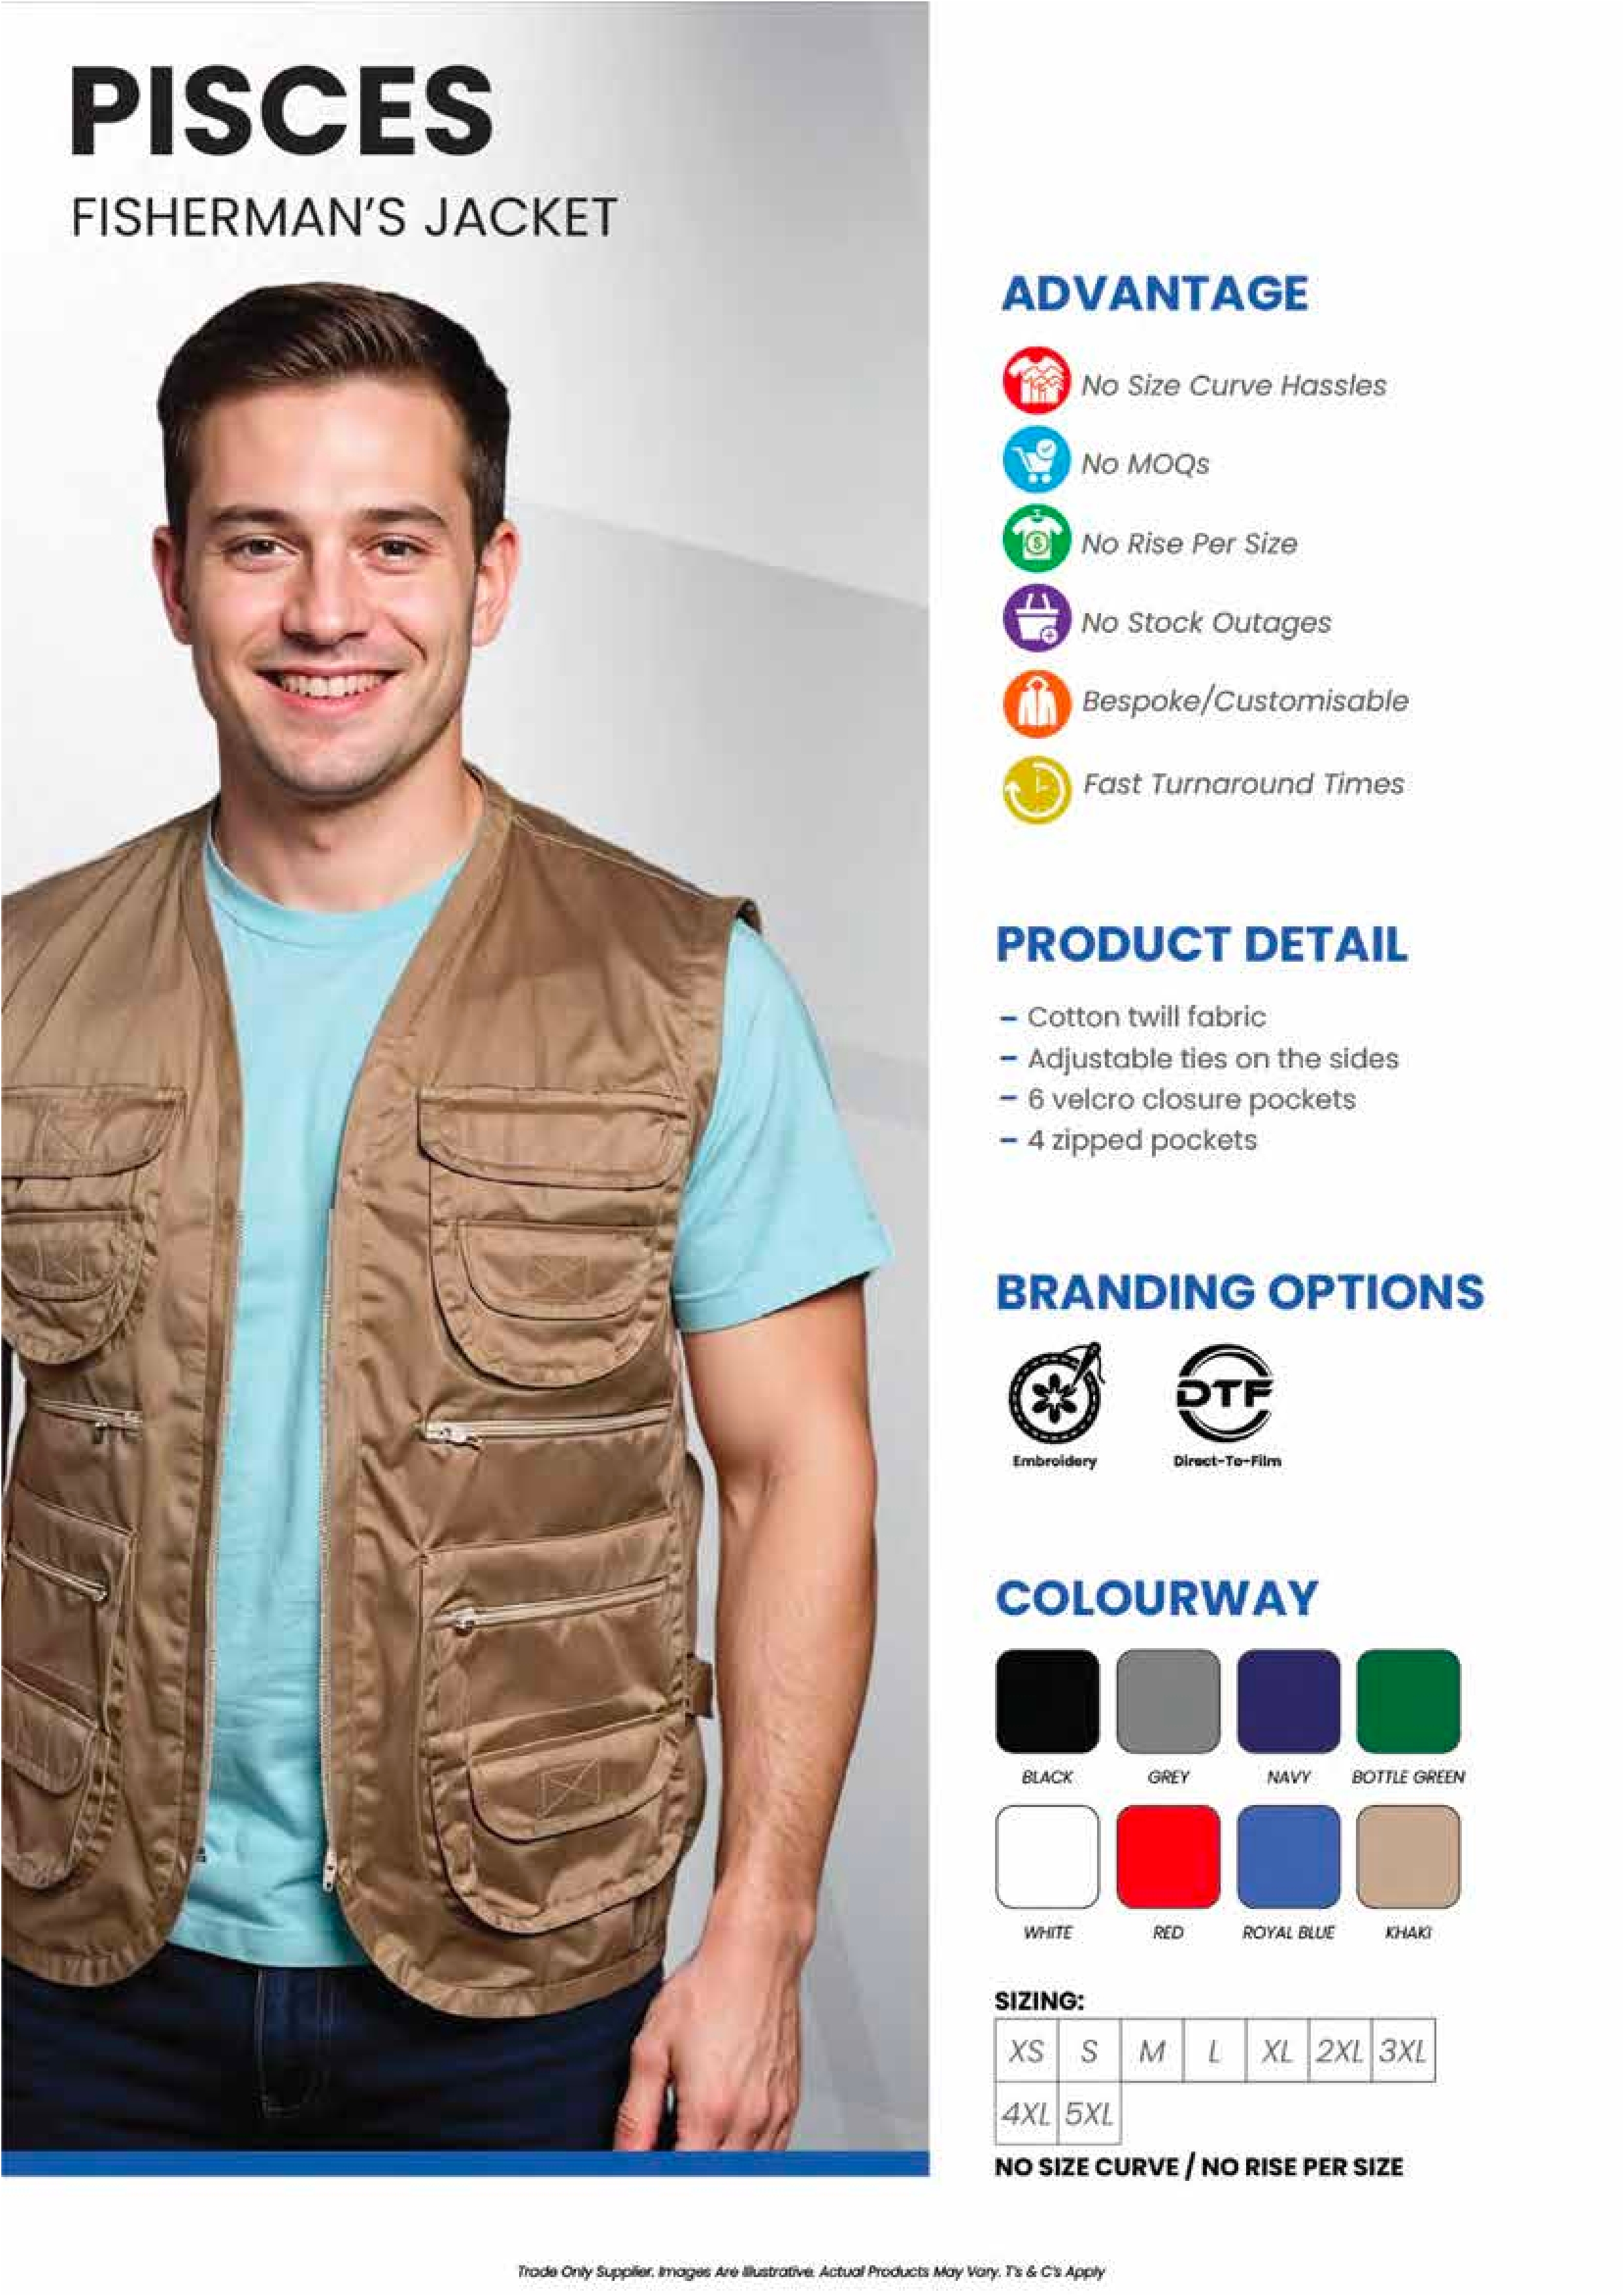 PISCES
FISHERMAN'S JACKET
ADVANTAGE
No Size Curve Hassles
No MOQs
No Rise Per Size
No Stock Outages
Bespoke/Customisable
Fast Turnaround Times
PRODUCT DETAIL
– Cotton twill fabric
– Adjustable ties on the sides
– 6 velcro closure pockets
– 4 zipped pockets
BRANDING OPTIONS
DTF
Embroidery Direct-To-Film
COLOURWAY
BLACK GREY NAVY BOTTLE GREEN
WHITE RED ROYAL BLUE KHAKI
SIZING:
XS S M L XL 2XL 3XL
4XL 5XL
NO SIZE CURVE / NO RISE PER SIZE
Trade Only Supplier. Images Are Illustrative. Actual Products May Vary. T's & C's Apply